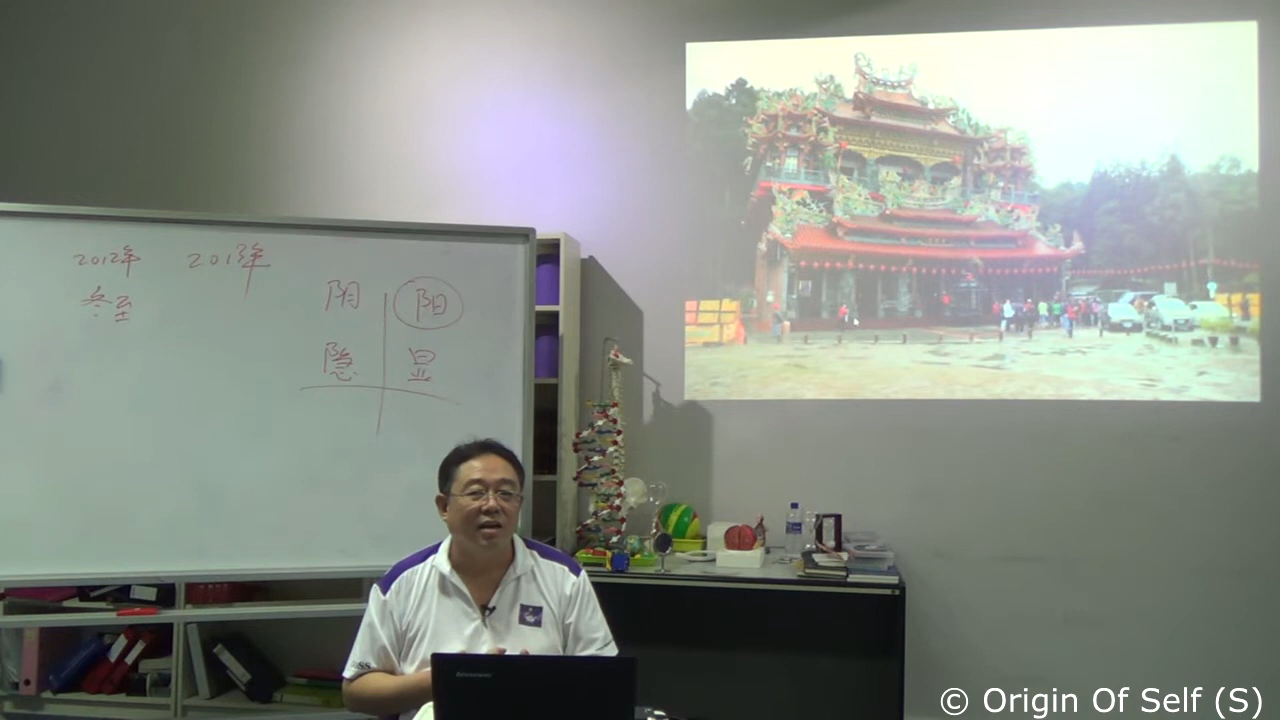 2012年 2013年
冬至
阴 阳
隐 显
lenovo
© Origin Of Self (S)